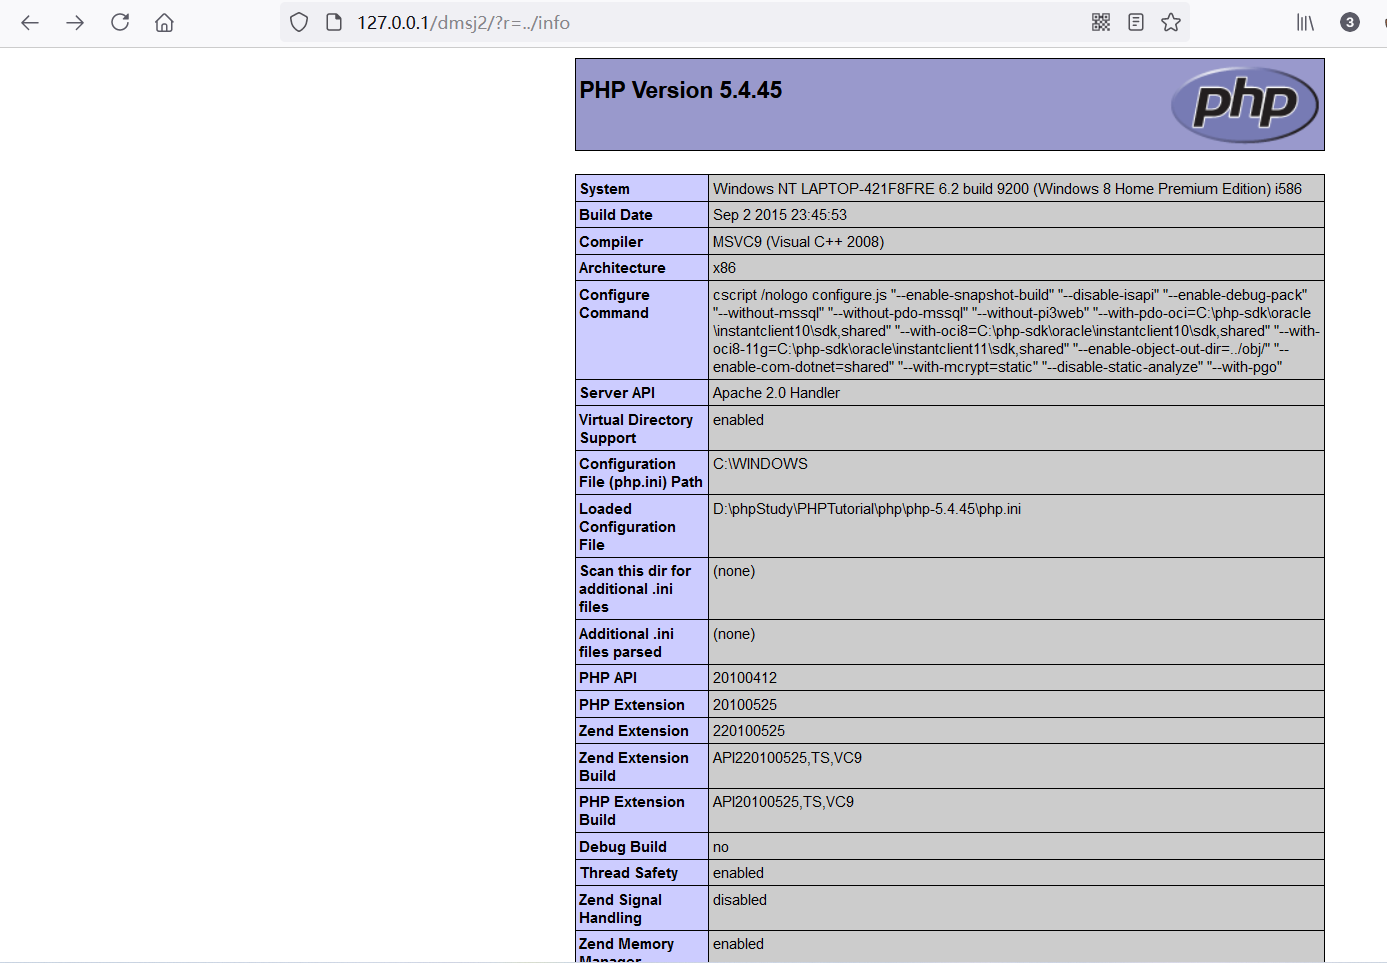 127.0.0.1/dmsj2/?r=../info
3
PHP Version 5.4.45
php
System
Windows NT LAPTOP-421F8FRE 6.2 build 9200 (Windows 8 Home Premium Edition) i586
Build Date
Sep 2 2015 23:45:53
Compiler
MSVC9 (Visual C++ 2008)
Architecture
x86
Configure
Command
cscript /nologo configure.js "--enable-snapshot-build" "--disable-isapi" "--enable-debug-pack"
"--without-mssql" "--without-pdo-mssql" "--without-pi3web" "--with-pdo-oci=C:\php-sdk\oracle
\instantclient10\sdk,shared" "--with-oci8=C:\php-sdk\oracle\instantclient10\sdk,shared" "--with-
oci8-11g=C:\php-sdk\oracle\instantclient11\sdk,shared" "--enable-object-out-dir=../obj/" "--
enable-com-dotnet=shared" "--with-mcrypt=static" "--disable-static-analyze" "--with-pgo"
Server API
Apache 2.0 Handler
Virtual Directory
Support
enabled
Configuration
File (php.ini) Path
C:\WINDOWS
Loaded
Configuration
File
D:\phpStudy\PHPTutorial\php\php-5.4.45\php.ini
Scan this dir for
additional .ini
files
(none)
Additional .ini
files parsed
(none)
PHP API
20100412
PHP Extension
20100525
Zend Extension
220100525
Zend Extension
Build
API220100525,TS,VC9
PHP Extension
Build
API20100525,TS,VC9
Debug Build
no
Thread Safety
enabled
Zend Signal
Handling
disabled
Zend Memory
Manager
enabled